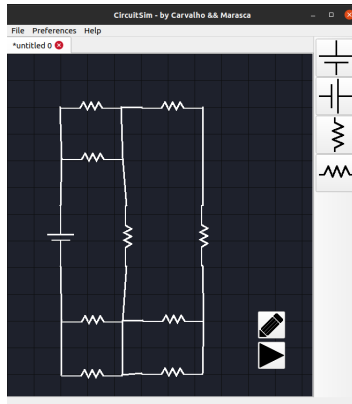 CircuitSim - by Carvalho && Marasca
File Preferences Help
*untitled 0